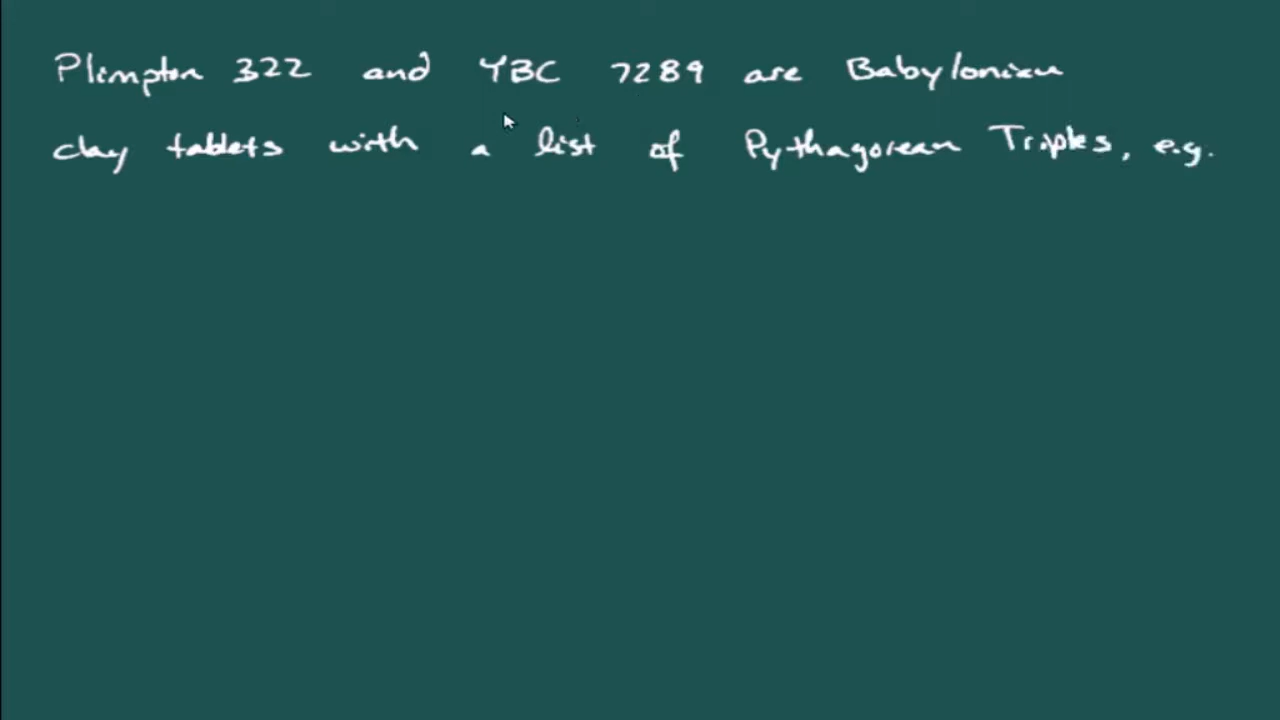 Plimpton 322 and YBC 7289 are Babylonian
clay tablets with a list of Pythagorean Triples, e.g.